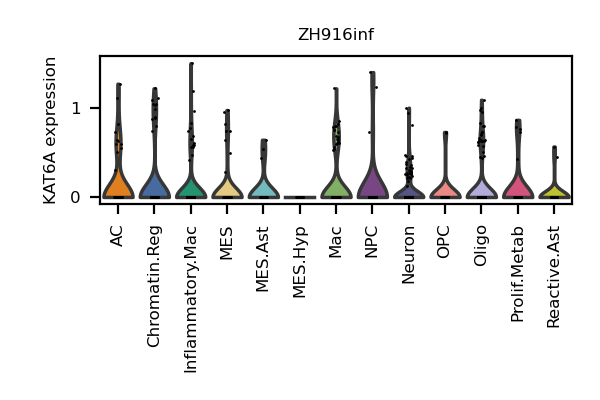 ZH916inf
KAT6A expression
1
0
AC
Chromatin.Reg
Inflammatory.Mac
MES
MES.Ast
MES.Hyp
Mac
NPC
Neuron
OPC
Oligo
Prolif.Metab
Reactive.Ast